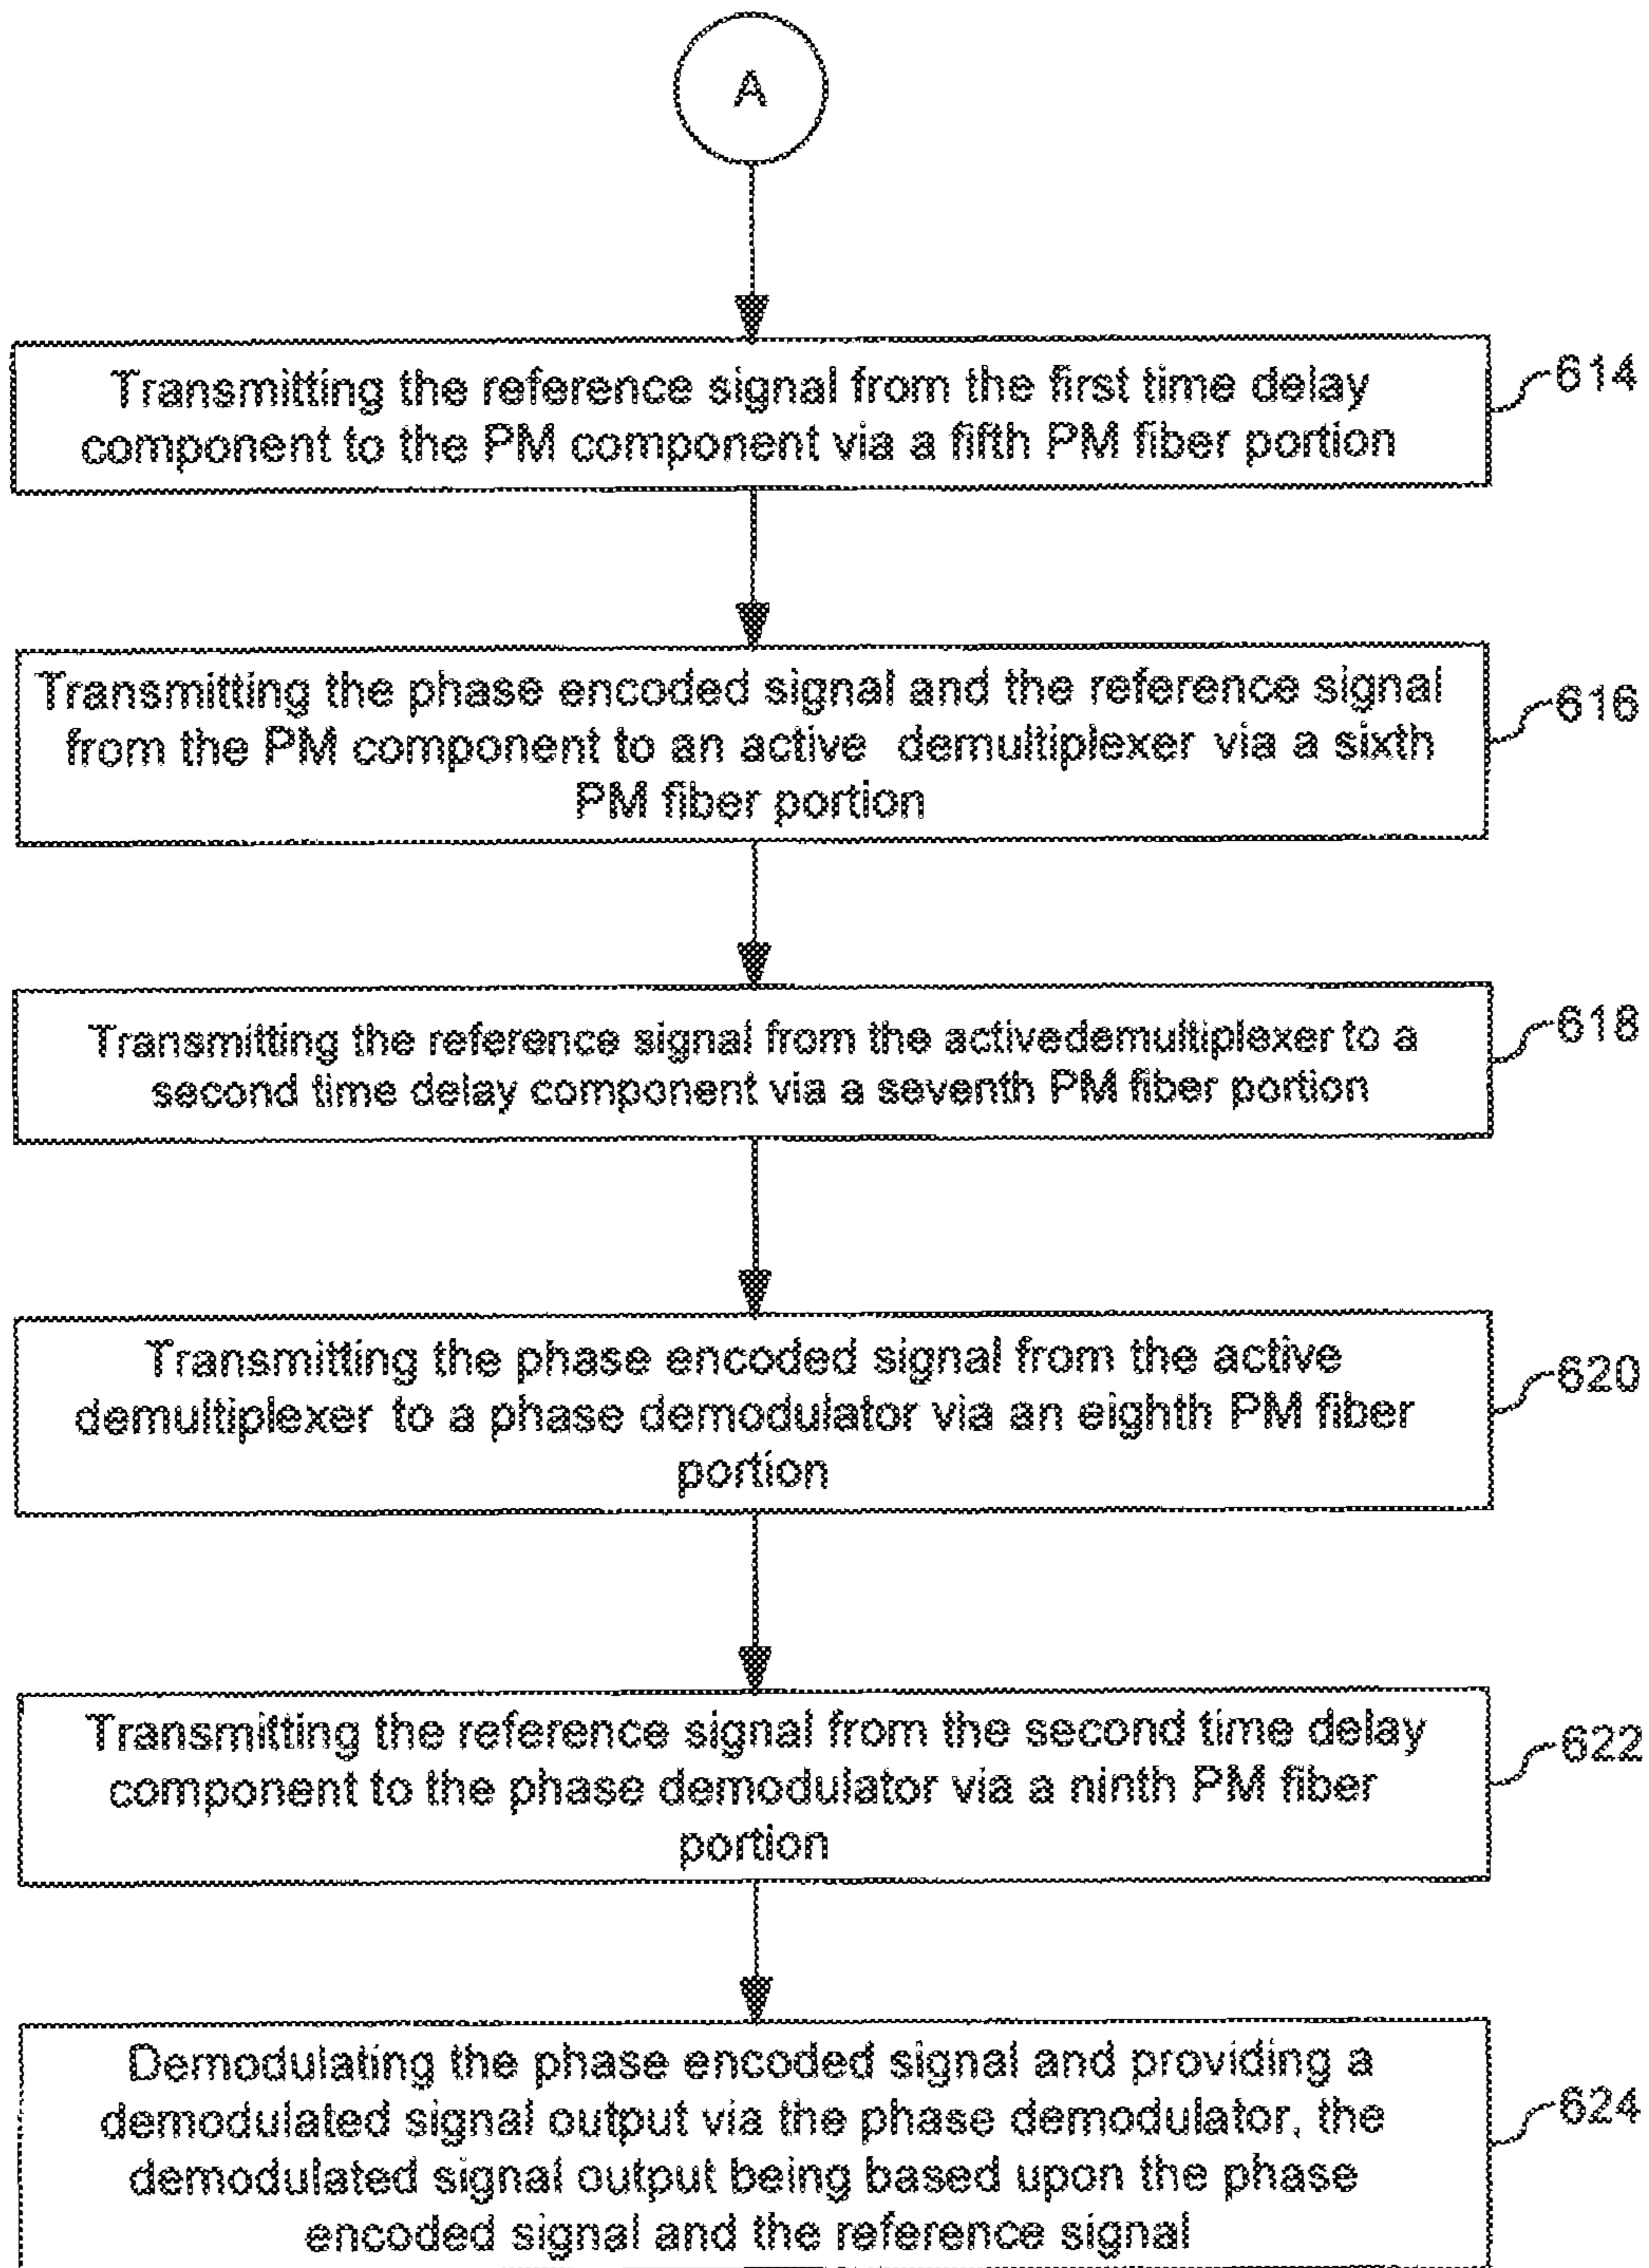 A
Transmitting the reference signal from the first time delay
component to the PM component via a fifth PM fiber portion
614
Transmitting the phase encoded signal and the reference signal
from the PM component to an active demultiplexer via a sixth
PM fiber portion
616
Transmitting the reference signal from the activedemultiplexer to a
second time delay component via a seventh PM fiber portion
618
Transmitting the phase encoded signal from the active
demultiplexer to a phase demodulator via an eighth PM fiber
portion
620
Transmitting the reference signal from the second time delay
component to the phase demodulator via a ninth PM fiber
portion
622
Demodulating the phase encoded signal and providing a
demodulated signal output via the phase demodulator, the
demodulated signal output being based upon the phase
encoded signal and the reference signal
624